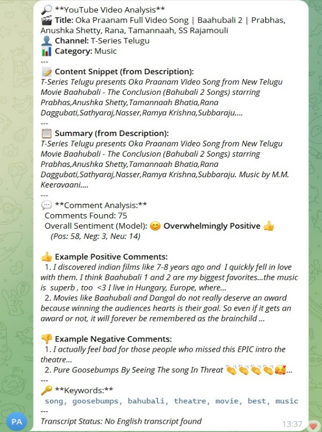 🔎 **YouTube Video Analysis**
🎬 Title: Oka Praanam Full Video Song | Baahubali 2 | Prabhas,
Anushka Shetty, Rana, Tamannaah, SS Rajamouli
👤 Channel: T-Series Telugu
📊 Category: Music
---
📝 Content Snippet (from Description):
T-Series Telugu presents Oka Praanam Video Song from New Telugu
Movie Baahubali - The Conclusion (Bahubali 2 Songs) starring
Prabhas,Anushka Shetty,Tamannaah Bhatia,Rana
Daggubati,Sathyaraj,Nasser,Ramya Krishna,Subbaraju....
---
Summary (from Description):
T-Series Telugu presents Oka Praanam Video Song from New Telugu
Movie Baahubali - The Conclusion (Bahubali 2 Songs) starring
Prabhas,Anushka Shetty,Tamannaah Bhatia,Rana
Daggubati,Sathyaraj,Nasser,Ramya Krishna,Subbaraju. Music by M.M.
Keeravani....
---
💬 **Comment Analysis:**
Comments Found: 75
Overall Sentiment (Model): 😊 Overwhelmingly Positive 👍
(Pos: 58, Neg: 3, Neu: 14)
👍 Example Positive Comments:
1. I discovered indian films like 7-8 years ago and I quickly fell in love
with them. I think Baahubali 1 and 2 are my biggest favorites...the music
is superb , too <3 I live in Hungary, Europe, where...
2. Movies like Baahubali and Dangal do not really deserve an award
because winning the audiences hearts is their goal. So even if it gets an
award or not, it will forever be remembered as the brainchild ...
👎 Example Negative Comments:
1. I actually feel bad for those people who missed this EPIC intro the
theatre...
2. Pure Goosebumps By Seeing The song In Threat 👏👏👏👏🥰...
---
🔑 **Keywords:**
song, goosebumps, bahubali, theatre, movie, best, music
---
Transcript Status: No English transcript found
PA
13:37